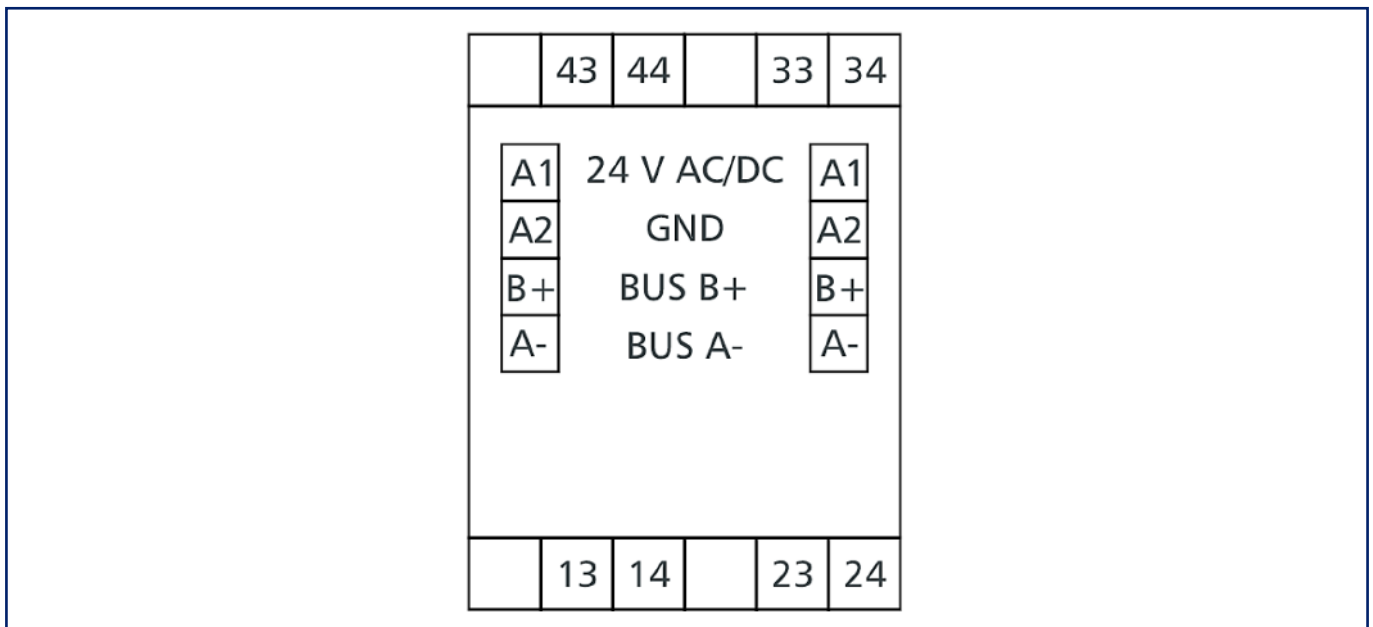 43 44 33 34
A1 24 V AC/DC A1
A2 GND A2
B+ BUS B+ B+
A- BUS A- A-
13 14 23 24